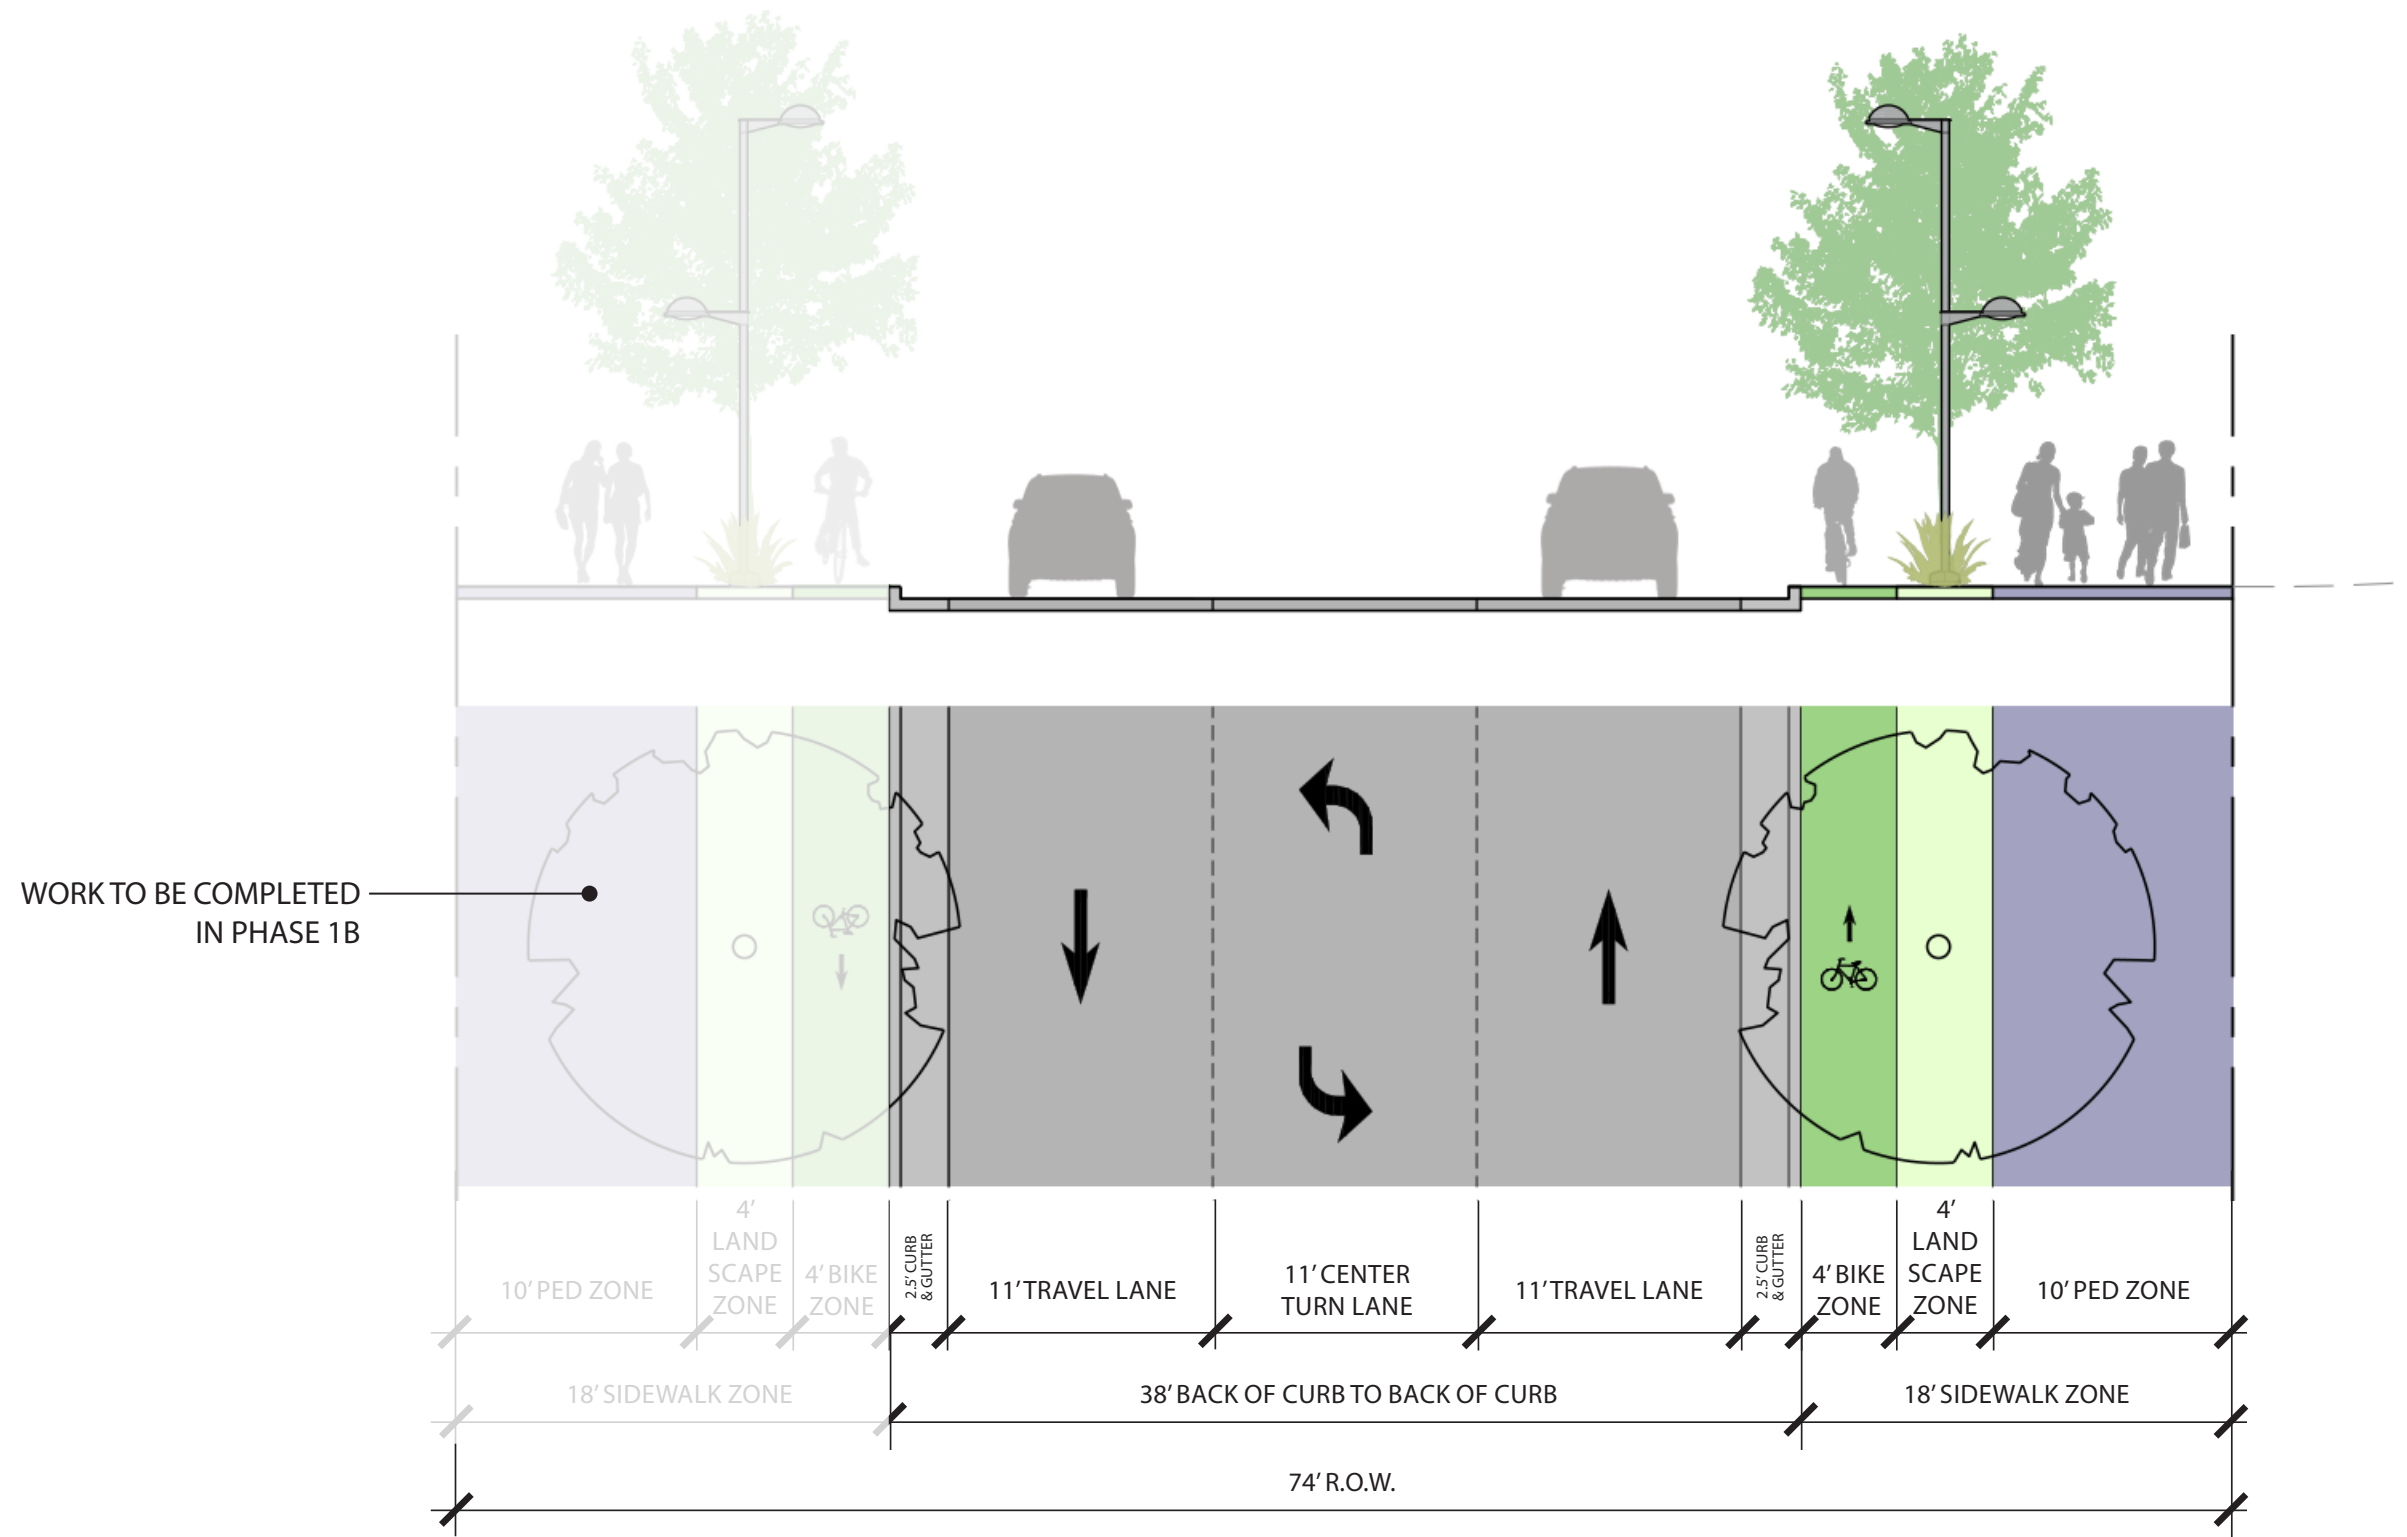 WORK TO BE COMPLETED
IN PHASE 1B
10' PED ZONE
4'
LAND
SCAPE
ZONE
4' BIKE
ZONE
2.5' CURB
& GUTTER
11' TRAVEL LANE
11' CENTER
TURN LANE
11' TRAVEL LANE
2.5' CURB
& GUTTER
4' BIKE
ZONE
4'
LAND
SCAPE
ZONE
10' PED ZONE
18' SIDEWALK ZONE
38' BACK OF CURB TO BACK OF CURB
18' SIDEWALK ZONE
74' R.O.W.